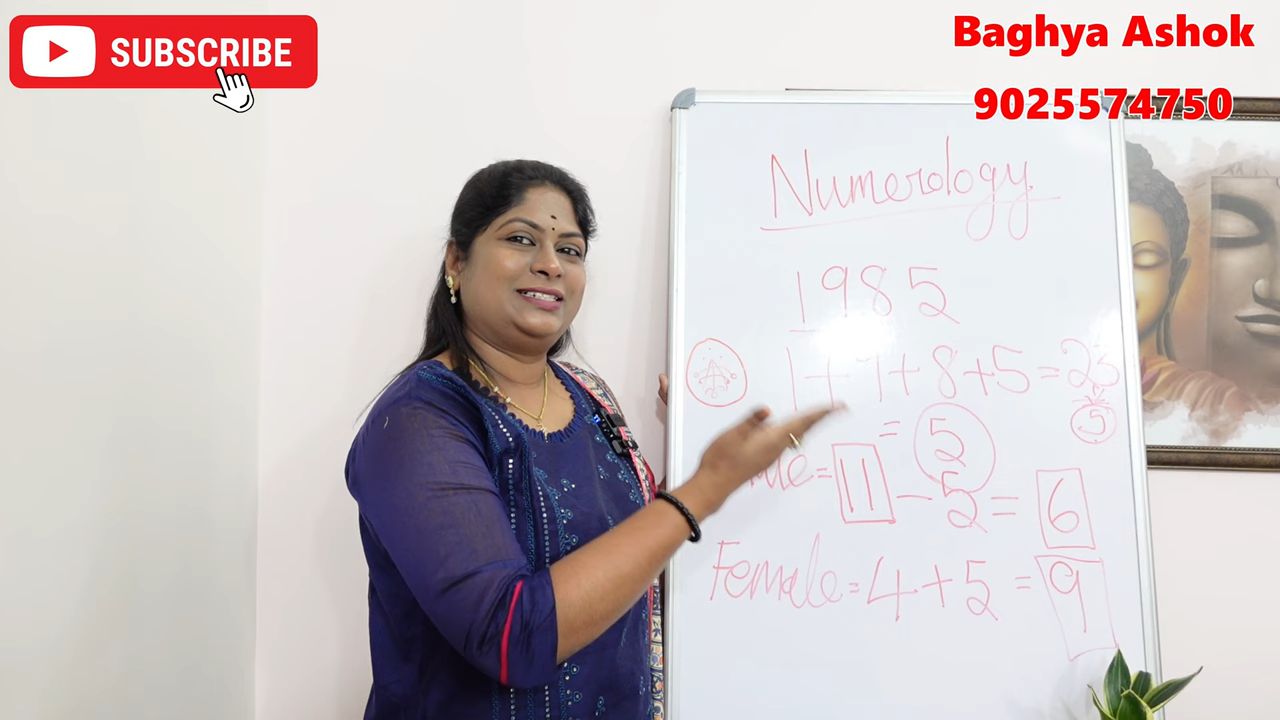 SUBSCRIBE
Baghya Ashok
9025574750
Numerology
1985
1+9+8+5=23
5
=5
=11-5=6
Female=4+5=9